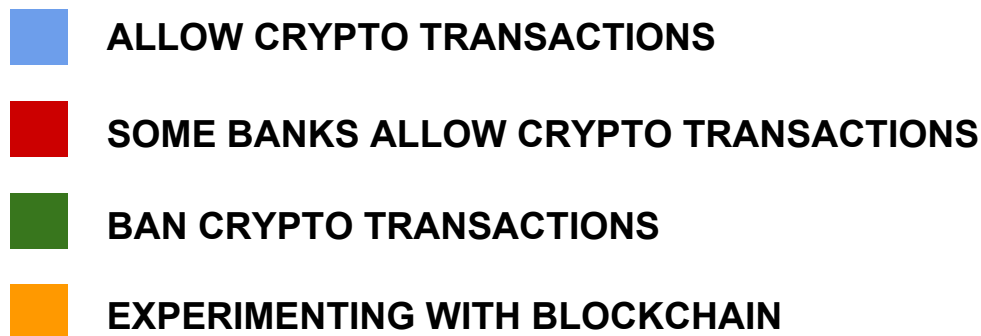 ALLOW CRYPTO TRANSACTIONS
SOME BANKS ALLOW CRYPTO TRANSACTIONS
BAN CRYPTO TRANSACTIONS
EXPERIMENTING WITH BLOCKCHAIN